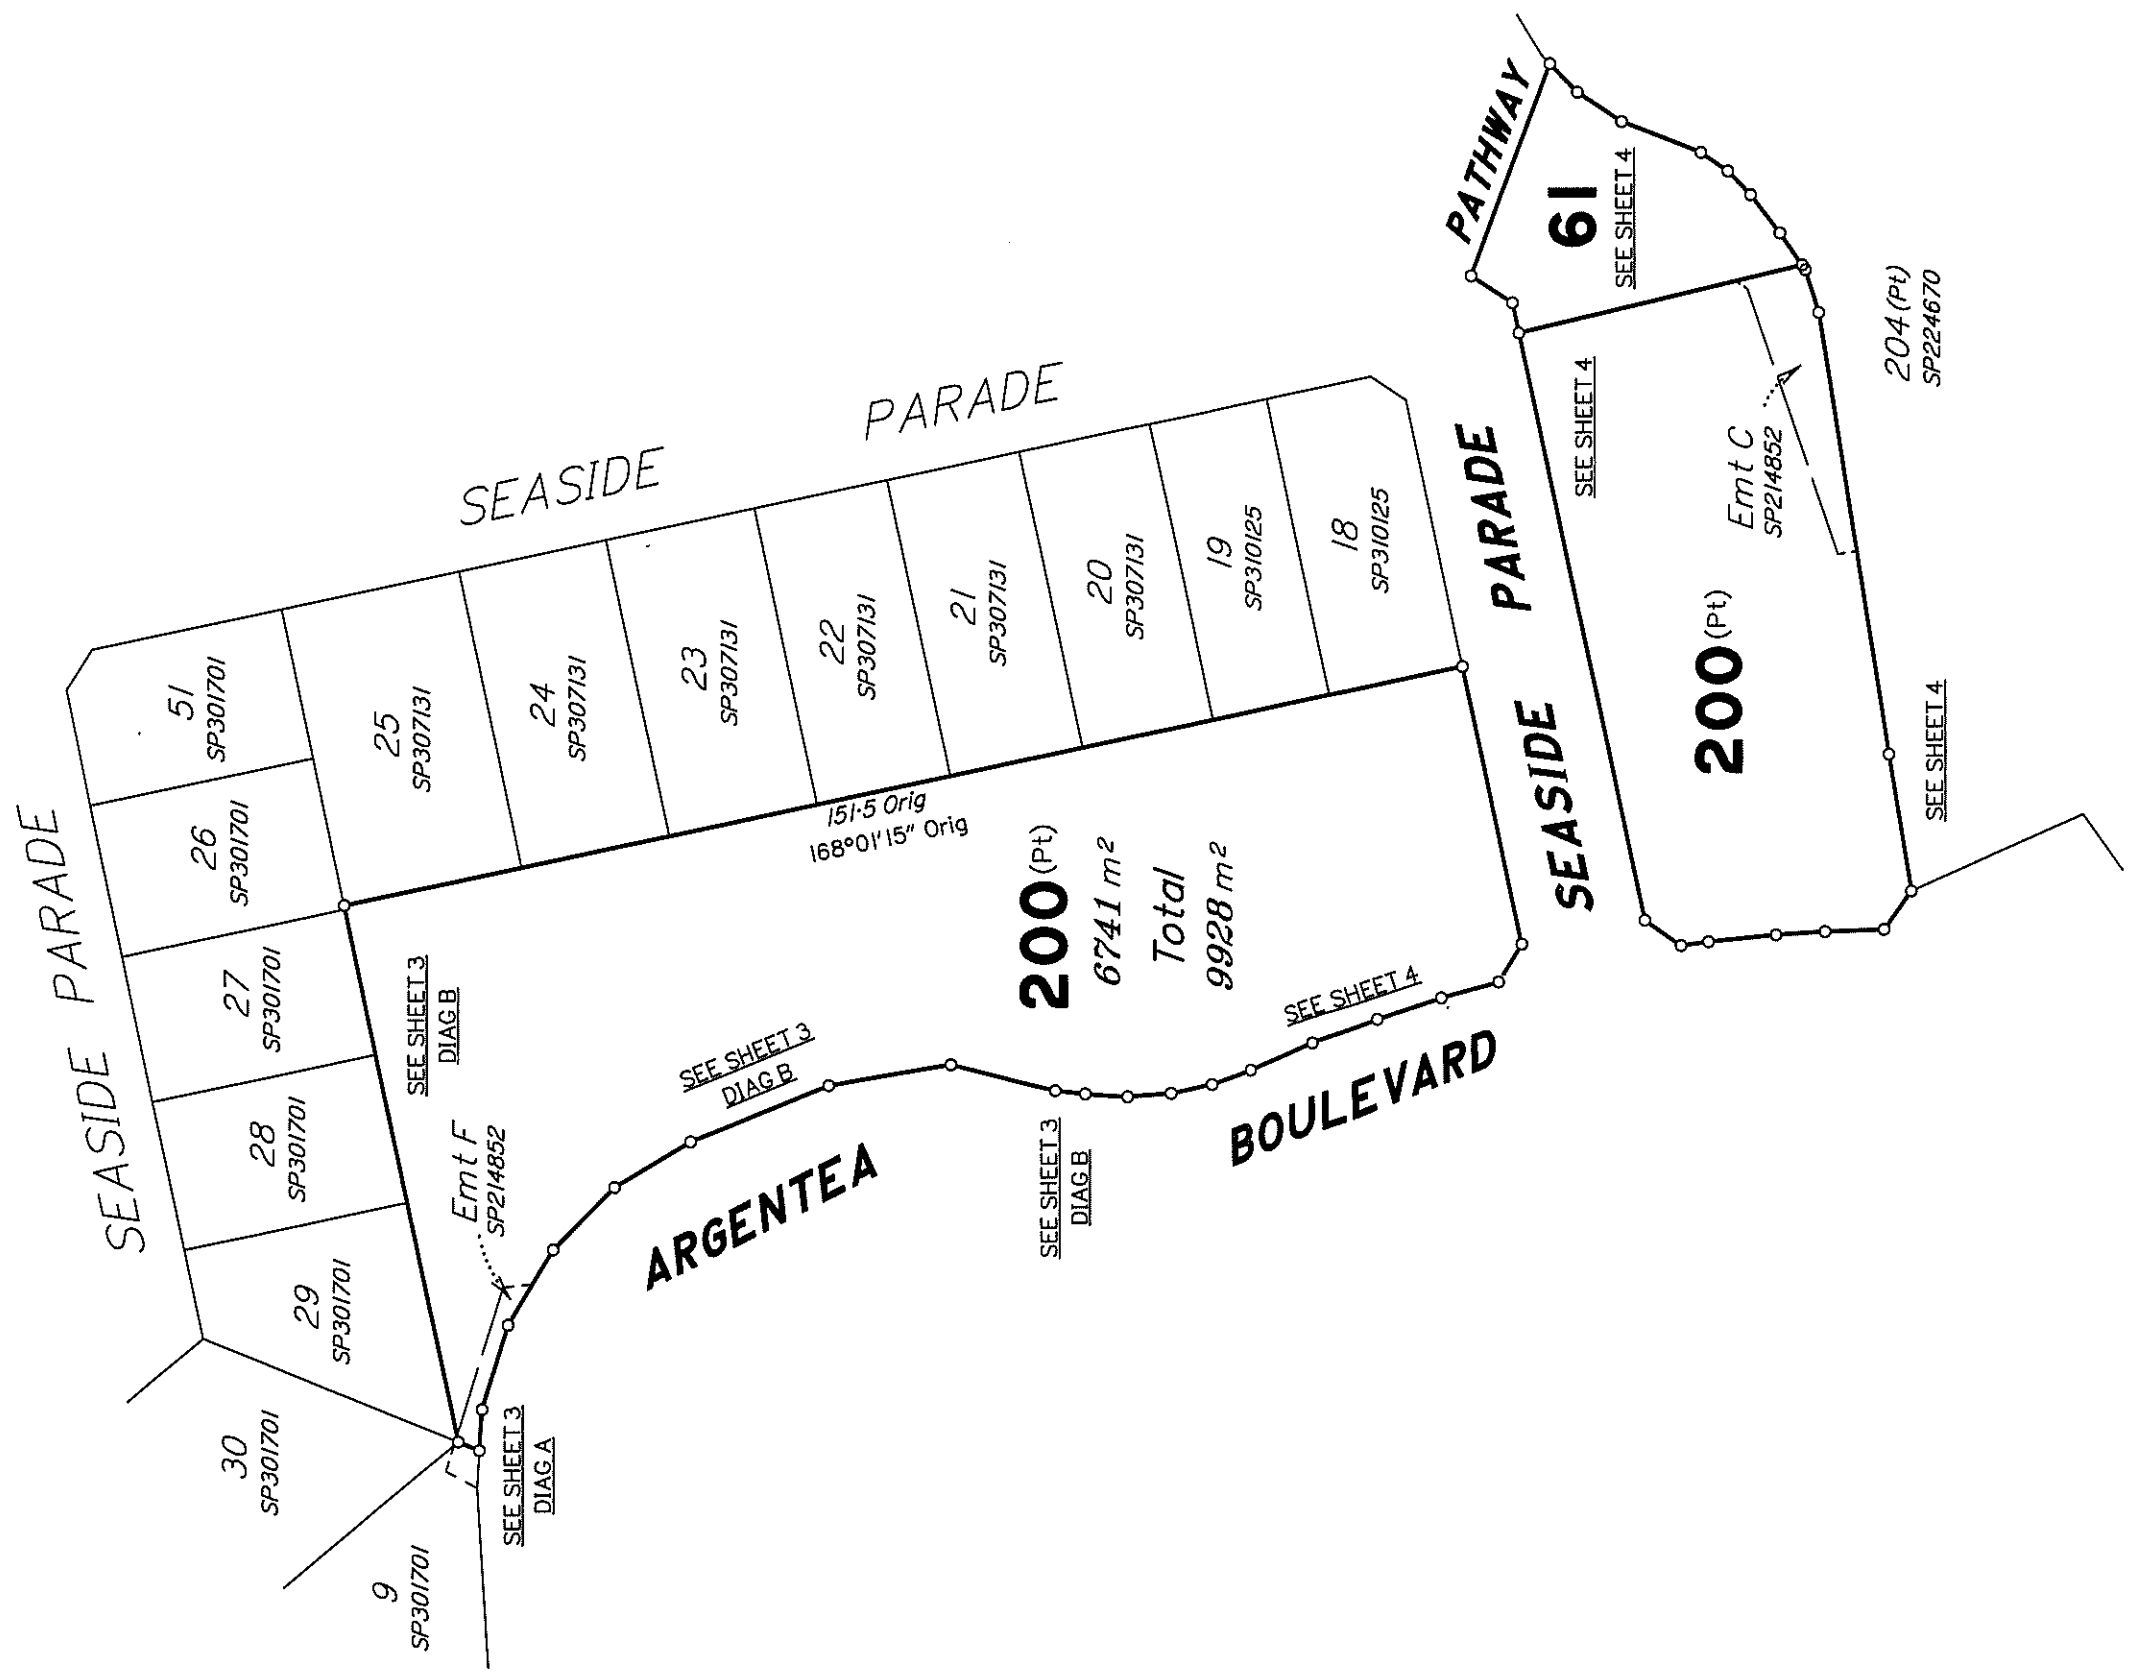 SEASIDE PARADE
SEASIDE PARADE
51
SP301701
26
SP301701
27
SP301701
28
SP301701
29
SP301701
30
SP301701
9
SP301701
25
SP307131
24
SP307131
23
SP307131
22
SP307131
21
SP307131
20
SP307131
19
SP310125
18
SP310125
151·5 Orig
168°01'15" Orig
SEE SHEET 3
DIAG B
Emt F
SP214852
SEE SHEET 3
DIAG A
SEE SHEET 3
DIAG B
ARGENTEA BOULEVARD
SEE SHEET 3
DIAG B
200 (Pt)
6741 m²
Total
9928 m²
SEE SHEET 4
SEASIDE PARADE
PATHWAY
61
SEE SHEET 4
SEE SHEET 4
Emt C
SP214852
200 (Pt)
204 (Pt)
SP224670
SEE SHEET 4